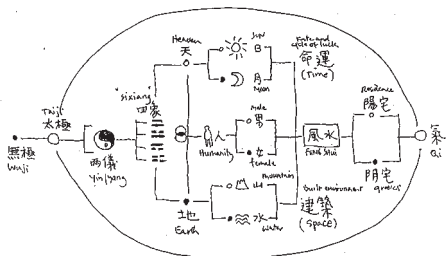 無極
Wuji
Taiji
太極
兩儀
Yin/yang
"sixiang"
四象
Heaven
天
人
Humanity
土地
Earth
Sun
日
月
Moon
Male
男
女
female
mountain
山
水
Water
Fate and
cycle of luck
命運
(Time)
風水
Feng Shui
built environment
建築
(Space)
Residence
陽宅
陰宅
graves
氣
Qi